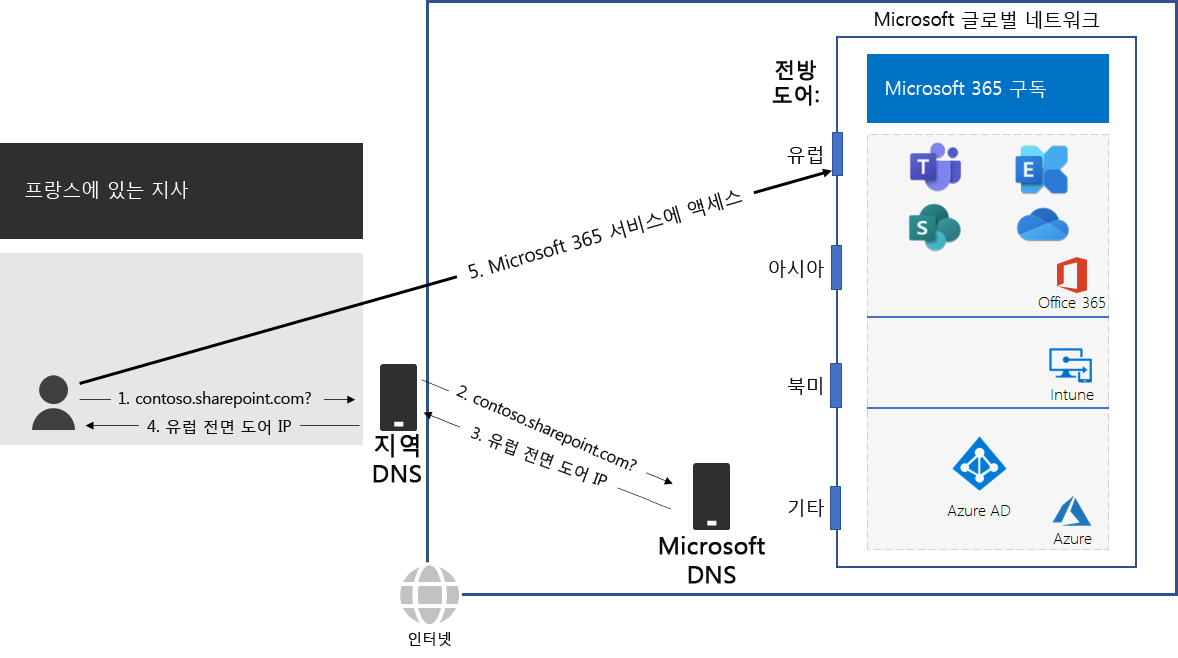 Microsoft 글로벌 네트워크
전방
도어:
Microsoft 365 구독
유럽
T
E
S
프랑스에 있는 지사
5. Microsoft 365 서비스에 액세스
아시아
Office 365
북미
Intune
1. contoso.sharepoint.com?
2. contoso.sharepoint.com?
4. 유럽 전면 도어 IP
3. 유럽 전면 도어 IP
지역
DNS
기타
Azure AD
Azure
Microsoft
DNS
인터넷